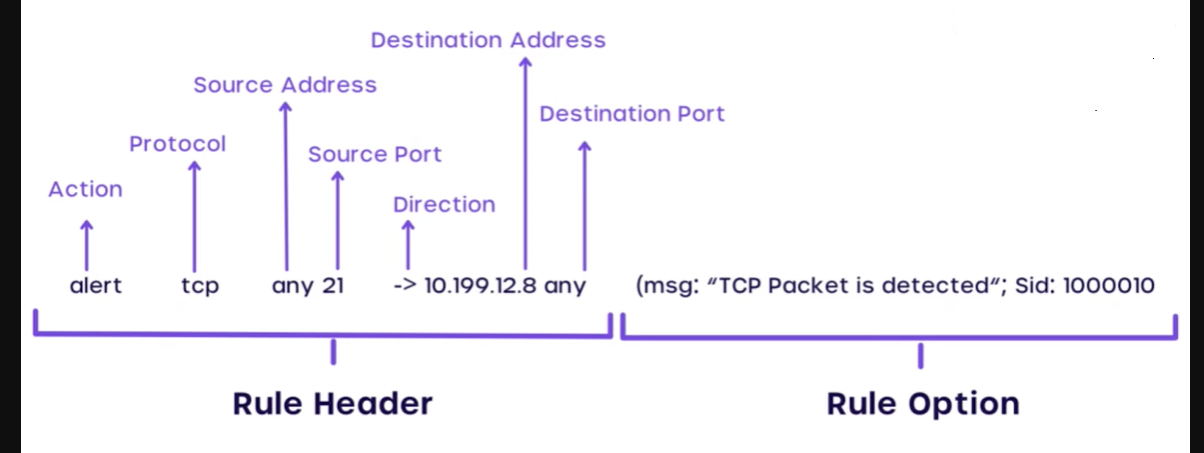 Destination Address
Source Address
Destination Port
Protocol
Source Port
Action
Direction
alert tcp any 21 -> 10.199.12.8 any (msg: “TCP Packet is detected”; Sid: 1000010
Rule Header Rule Option